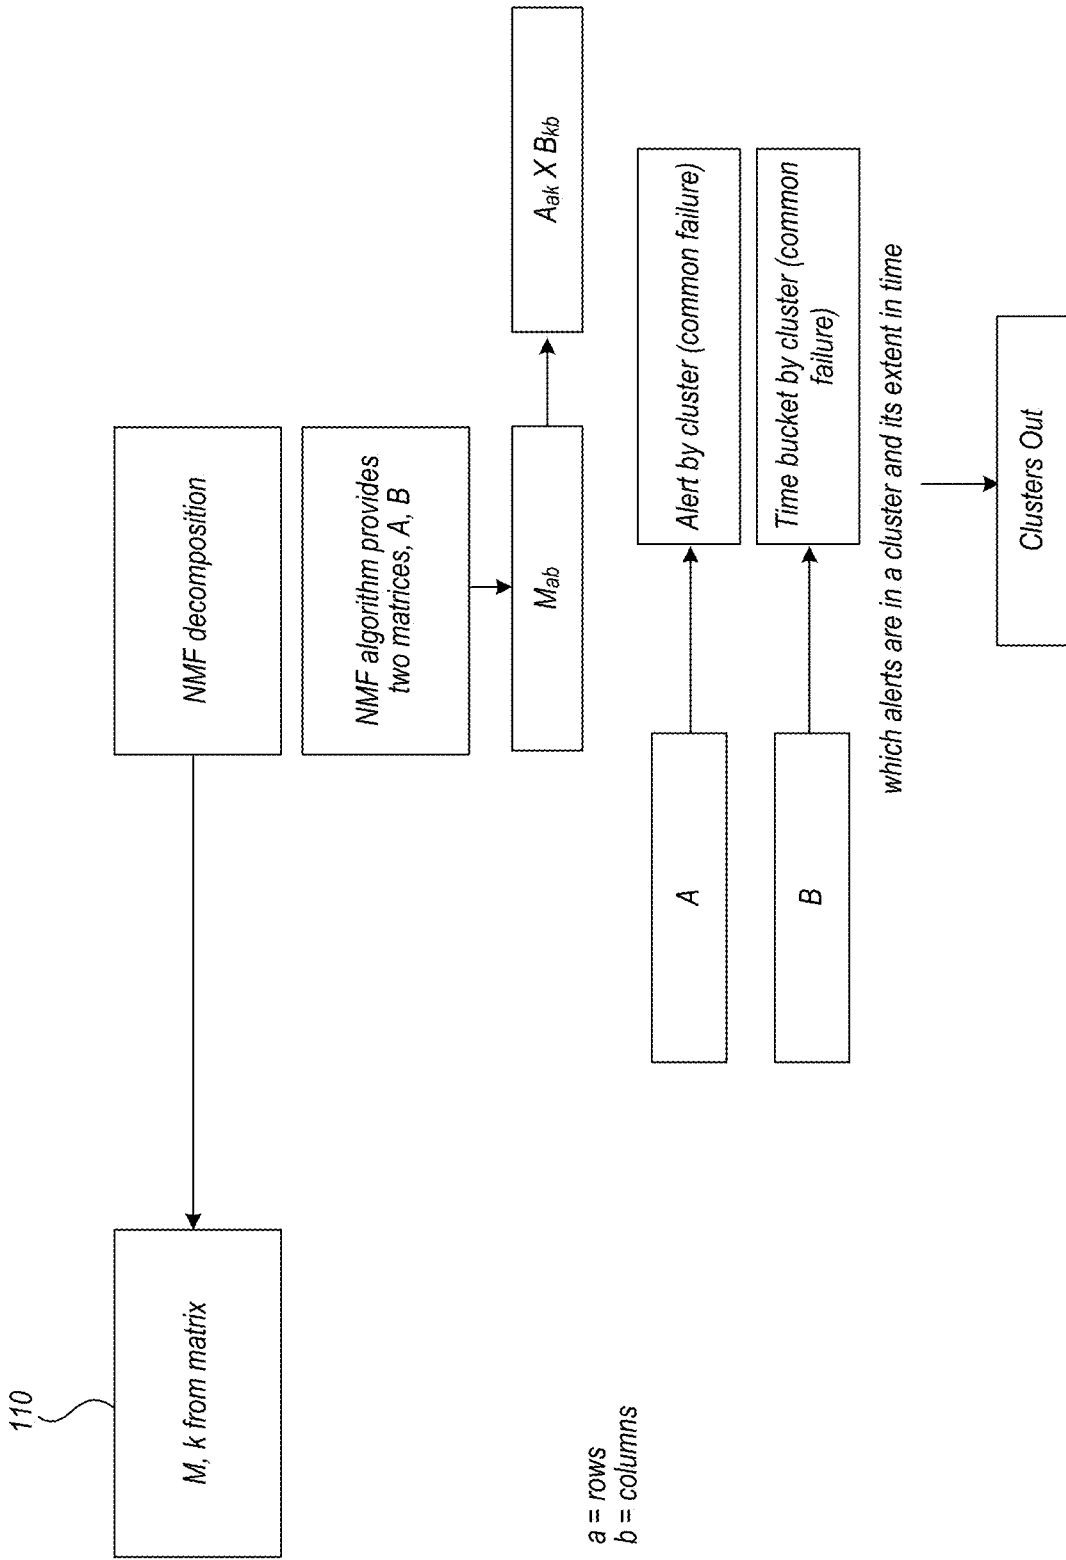 110
M, k from matrix
NMF decomposition
NMF algorithm provides
two matrices, A, B
Mab
Aak X Bkb
a = rows
b = columns
A
Alert by cluster (common failure)
B
Time bucket by cluster (common
failure)
which alerts are in a cluster and its extent in time
Clusters Out